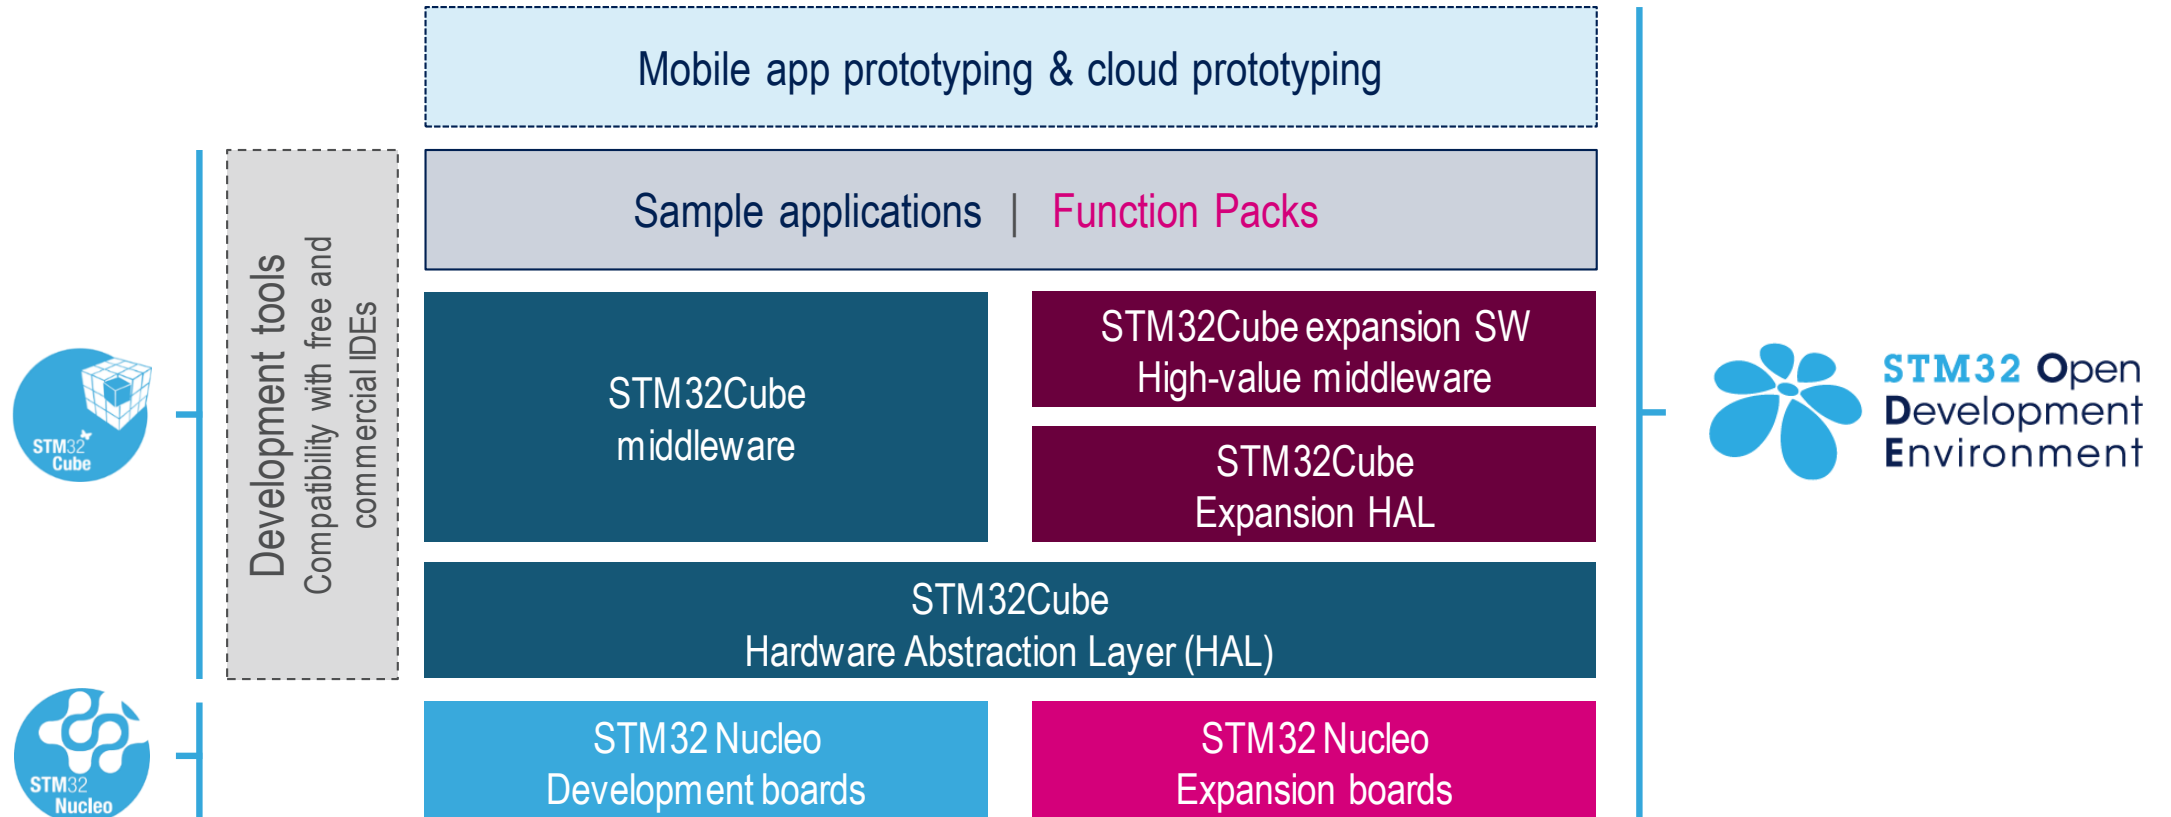 Mobile app prototyping & cloud prototyping
Development tools
Compatibility with free and
commercial IDEs
Sample applications | Function Packs
STM32Cube
middleware
STM32Cube expansion SW
High-value middleware
STM32Cube
Expansion HAL
STM32Cube
Hardware Abstraction Layer (HAL)
STM32 Nucleo
Development boards
STM32 Nucleo
Expansion boards
STM32
Cube
STM32
Nucleo
STM32 Open
Development
Environment